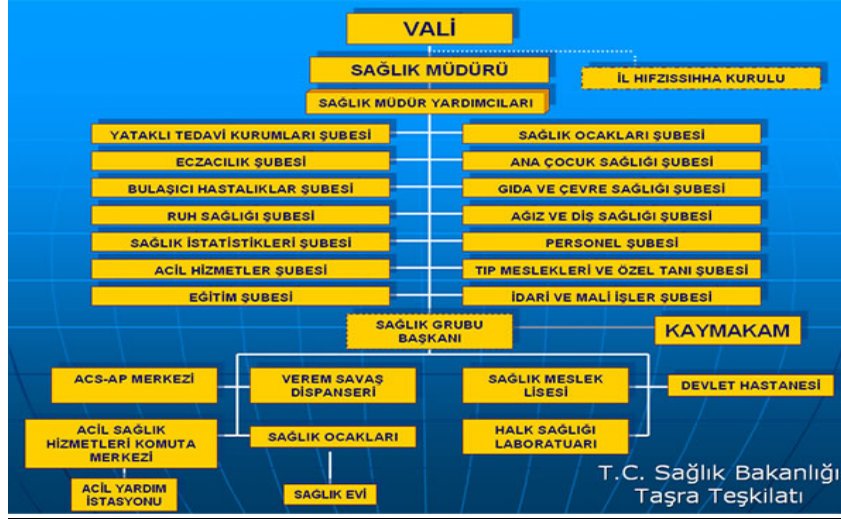 VALİ
SAĞLIK MÜDÜRÜ
İL HIFZISSIHHA KURULU
SAĞLIK MÜDÜR YARDIMCILARI
YATAKLI TEDAVİ KURUMLARI ŞUBESİ
SAĞLIK OCAKLARI ŞUBESİ
ECZACILIK ŞUBESİ
ANA ÇOCUK SAĞLIĞI ŞUBESİ
BULAŞICI HASTALIKLAR ŞUBESİ
GIDA VE ÇEVRE SAĞLIĞI ŞUBESİ
RUH SAĞLIĞI ŞUBESİ
AĞIZ VE DİŞ SAĞLIĞI ŞUBESİ
SAĞLIK İSTATİSTİKLERİ ŞUBESİ
PERSONEL ŞUBESİ
ACİL HİZMETLER ŞUBESİ
TIP MESLEKLERİ VE ÖZEL TANI ŞUBESİ
EĞİTİM ŞUBESİ
İDARİ VE MALİ İŞLER ŞUBESİ
SAĞLIK GRUBU
BAŞKANI
KAYMAKAM
ACS-AP MERKEZİ
VEREM SAVAŞ
DİSPANSERİ
SAĞLIK MESLEK
LİSESİ
DEVLET HASTANESİ
ACİL SAĞLIK
HİZMETLERİ KOMUTA
MERKEZİ
SAĞLIK OCAKLARI
HALK SAĞLIĞI
LABORATUARI
ACİL YARDIM
İSTASYONU
SAĞLIK EVİ
T.C. Sağlık Bakanlığı
Taşra Teşkilatı